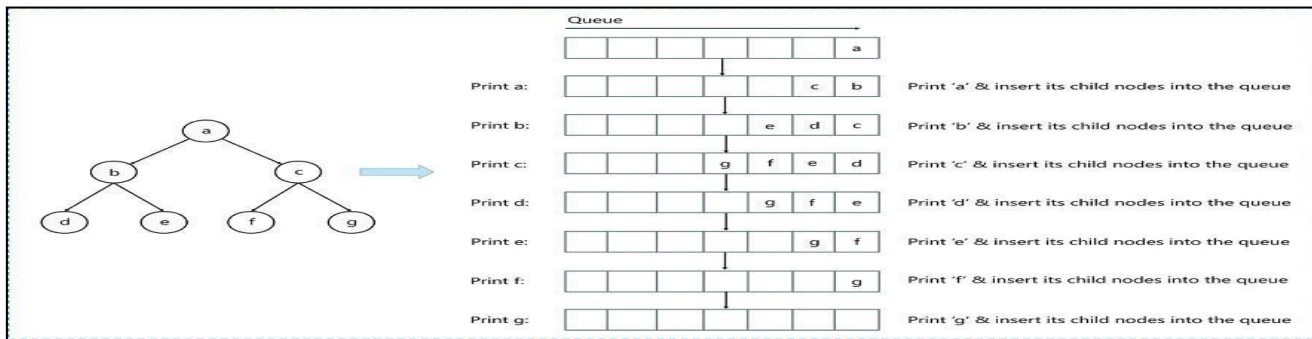 Queue
a
Print a: c b Print ‘a’ & insert its child nodes into the queue
Print b: e d c Print ‘b’ & insert its child nodes into the queue
Print c: g f e d Print ‘c’ & insert its child nodes into the queue
Print d: g f e Print ‘d’ & insert its child nodes into the queue
Print e: g f Print ‘e’ & insert its child nodes into the queue
Print f: g Print ‘f’ & insert its child nodes into the queue
Print g: Print ‘g’ & insert its child nodes into the queue
a
b c
d e f g